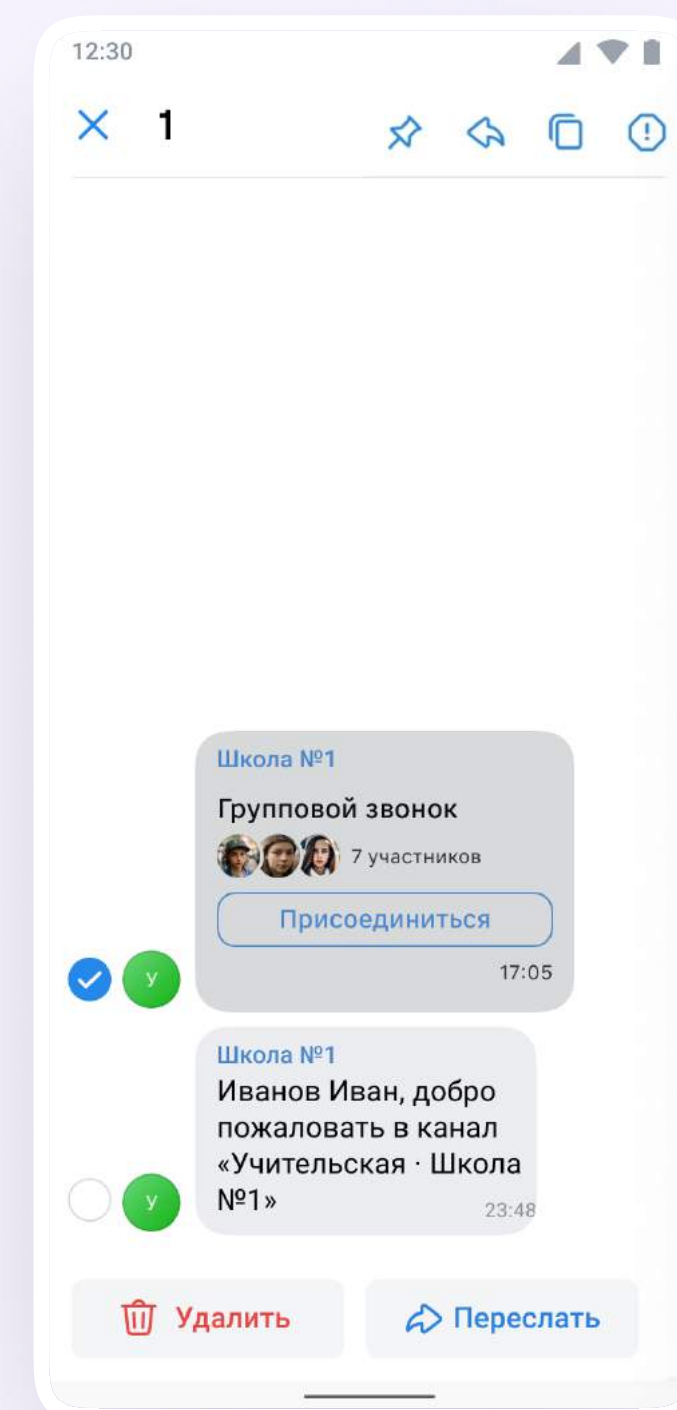 12:30
1
Школа №1
Групповой звонок
7 участников
Присоединиться
17:05
У
Школа №1
Иванов Иван, добро
пожаловать в канал
«Учительская · Школа
№1»
23:48
У
Удалить
Переслать